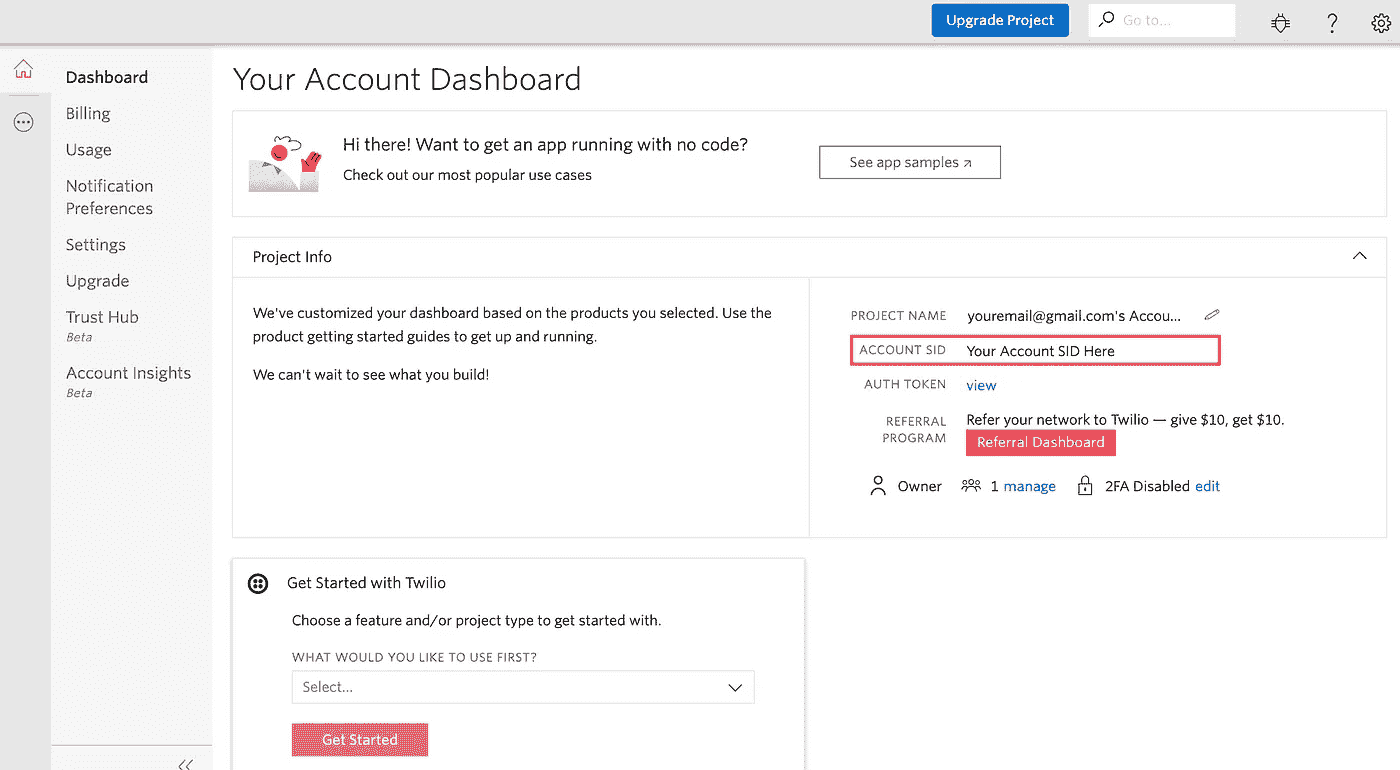 Upgrade Project
Go to...
?
Dashboard
Billing
Usage
Notification
Preferences
Settings
Upgrade
Trust Hub
Beta
Account Insights
Beta
Your Account Dashboard
Hi there! Want to get an app running with no code?
Check out our most popular use cases
See app samples ↗
Project Info
We've customized your dashboard based on the products you selected. Use the
product getting started guides to get up and running.
We can't wait to see what you build!
PROJECT NAME youremail@gmail.com's Accou...
ACCOUNT SID Your Account SID Here
AUTH TOKEN view
REFERRAL
PROGRAM
Refer your network to Twilio — give $10, get $10.
Referral Dashboard
Owner 1 manage 2FA Disabled edit
Get Started with Twilio
Choose a feature and/or project type to get started with.
WHAT WOULD YOU LIKE TO USE FIRST?
Select...
Get Started